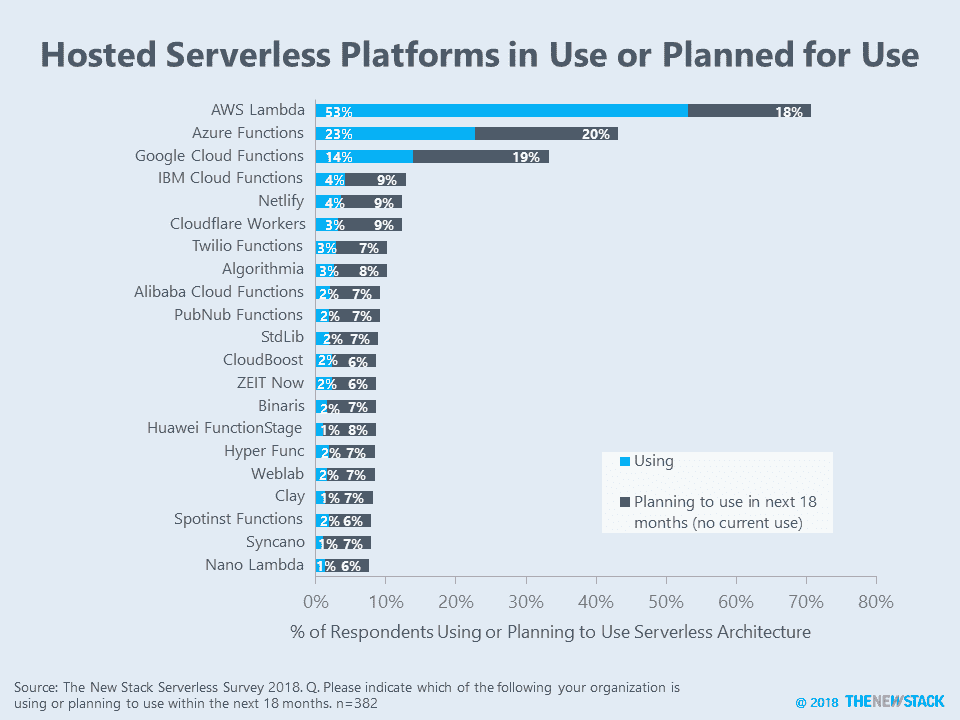 Hosted Serverless Platforms in Use or Planned for Use
AWS Lambda 53% 18%
Azure Functions 23% 20%
Google Cloud Functions 14% 19%
IBM Cloud Functions 4% 9%
Netlify 4% 9%
Cloudflare Workers 3% 9%
Twilio Functions 3% 7%
Algorithmia 3% 8%
Alibaba Cloud Functions 2% 7%
PubNub Functions 2% 7%
StdLib 2% 7%
CloudBoost 2% 6%
ZEIT Now 2% 6%
Binaris 2% 7%
Huawei FunctionStage 1% 8%
Hyper Func 2% 7%
Weblab 2% 7%
Clay 1% 7%
Spotinst Functions 2% 6%
Syncano 1% 7%
Nano Lambda 1% 6%
Using
Planning to use in next 18
months (no current use)
0% 10% 20% 30% 40% 50% 60% 70% 80%
% of Respondents Using or Planning to Use Serverless Architecture
Source: The New Stack Serverless Survey 2018. Q. Please indicate which of the following your organization is
using or planning to use within the next 18 months. n=382
@ 2018 THENEWSTACK